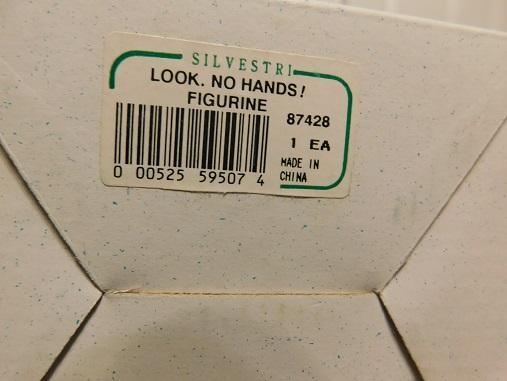 SILVESTRI
LOOK. NO HANDS!
FIGURINE
87428
1 EA
MADE IN
CHINA
0 00525 59507 4